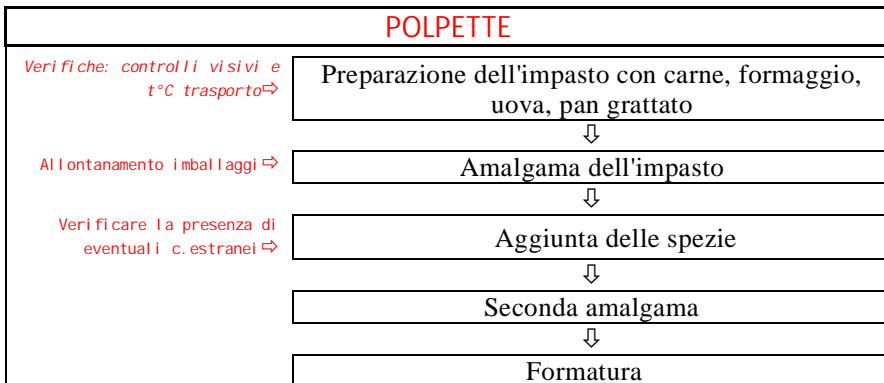 POLPETTE
Verifiche: controlli visivi e
t°C trasporto⇨
Preparazione dell'impasto con carne, formaggio,
uova, pan grattato
⇩
Allontanamento imballaggi⇨
Amalgama dell'impasto
⇩
Verificare la presenza di
eventuali c.estranei⇨
Aggiunta delle spezie
⇩
Seconda amalgama
⇩
Formatura